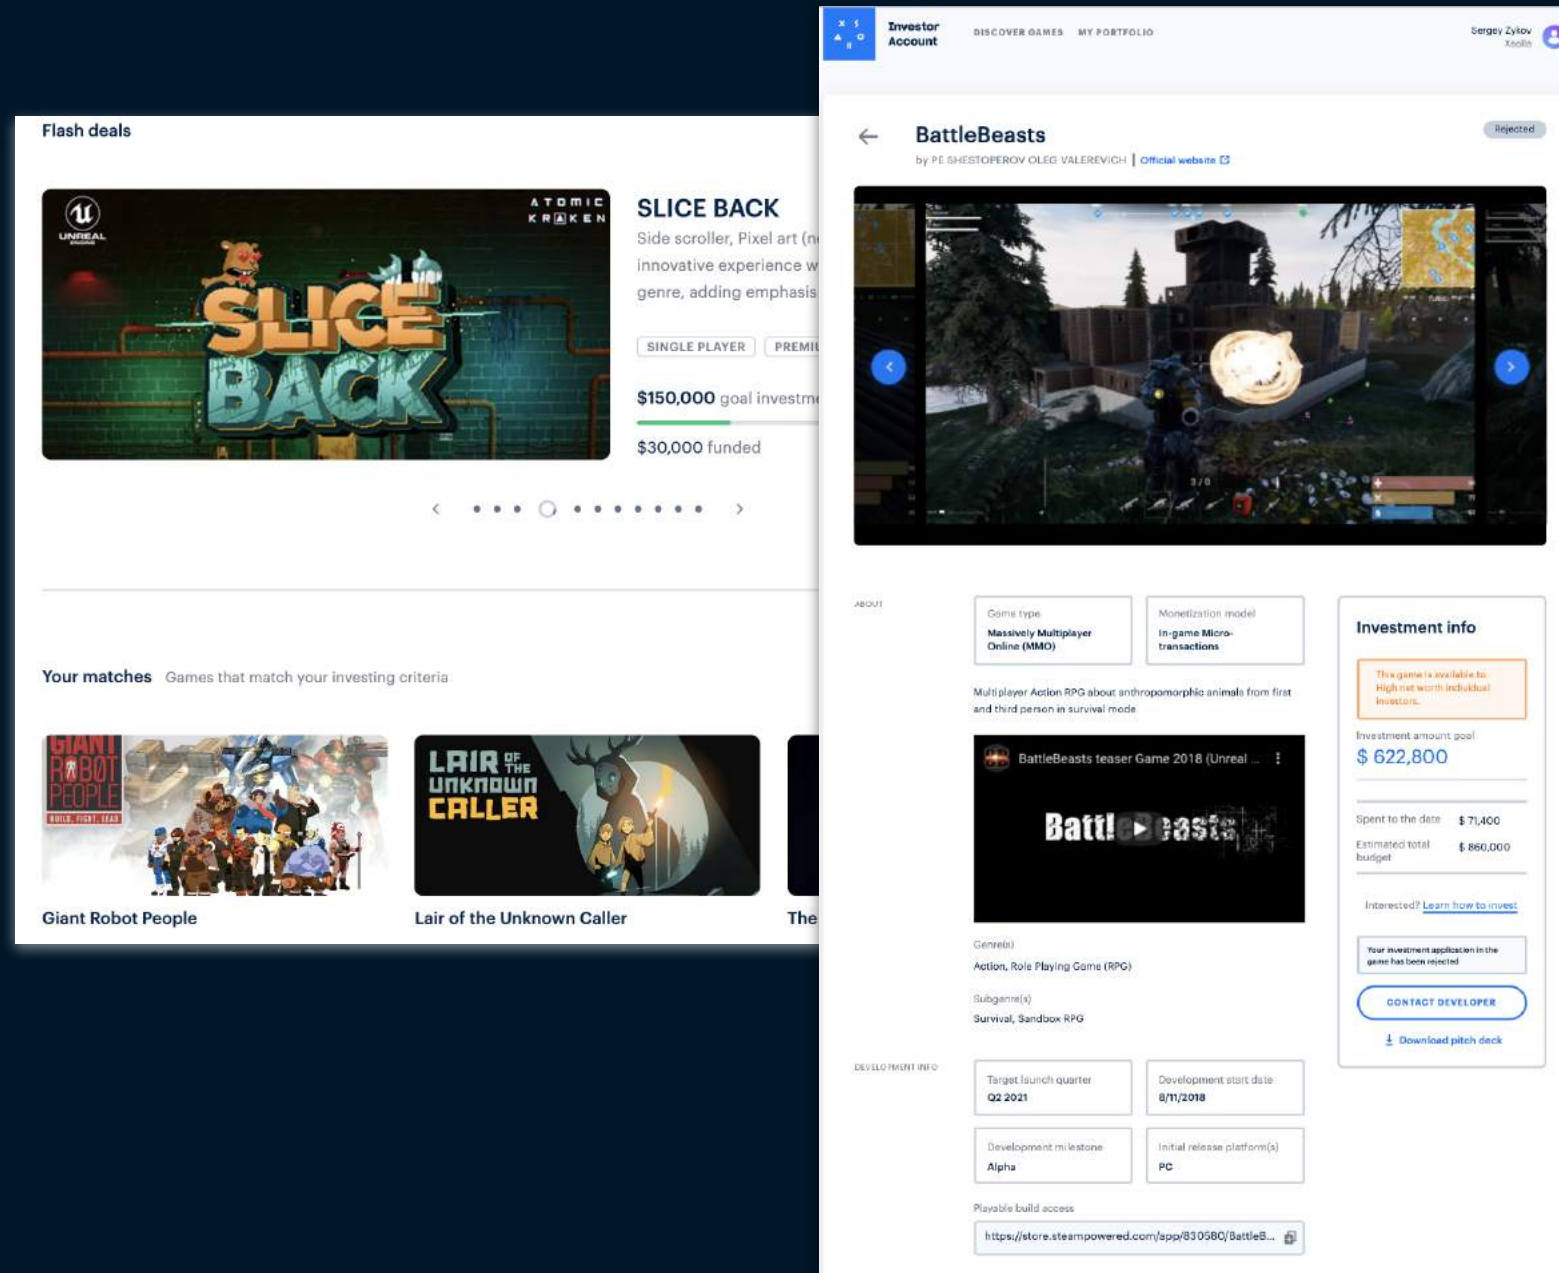 Flash deals
UNREAL
ENGINE
ATOMIC
KRAKEN
SLICE
BACK
SLICE BACK
Side scroller, Pixel art
innovative experience
genre, adding emphasis
SINGLE PLAYER
$150,000 goal
$30,000 funded
Your matches Games that match your investing criteria
GIANT
ROBOT
PEOPLE
BUILD, FIGHT, LEAD
LAIR OF THE
UNKNOWN
CALLER
Giant Robot People
Lair of the Unknown Caller
The
Investor
Account
DISCOVER GAMES MY PORTFOLIO
Sergey Zykov
Xsolla
BattleBeasts
Rejected
by PE SHESTOPEROV OLEG VALEREVICH | Official website
3 / 0
ABOUT
Game type
Massively Multiplayer
Online (MMO)
Monetization model
In-game Micro-
transactions
Multiplayer Action RPG about anthropomorphic animals from first
and third person in survival mode
BattleBeasts teaser Game 2018 (Unreal ...
BattleBeasts
Genre(s)
Action, Role Playing Game (RPG)
Subgenre(s)
Survival, Sandbox RPG
Investment info
This game is available to
High net worth individual
investors.
Investment amount goal
$ 622,800
Spent to the date $ 71,400
Estimated total
budget
$ 860,000
Interested? Learn how to invest
Your investment application in the
game has been rejected
CONTACT DEVELOPER
Download pitch deck
DEVELOPMENT INFO
Target launch quarter
Q2 2021
Development start date
8/11/2018
Development milestone
Alpha
Initial release platform(s)
PC
Playable build access
https://store.steampowered.com/app/830580/BattleB...